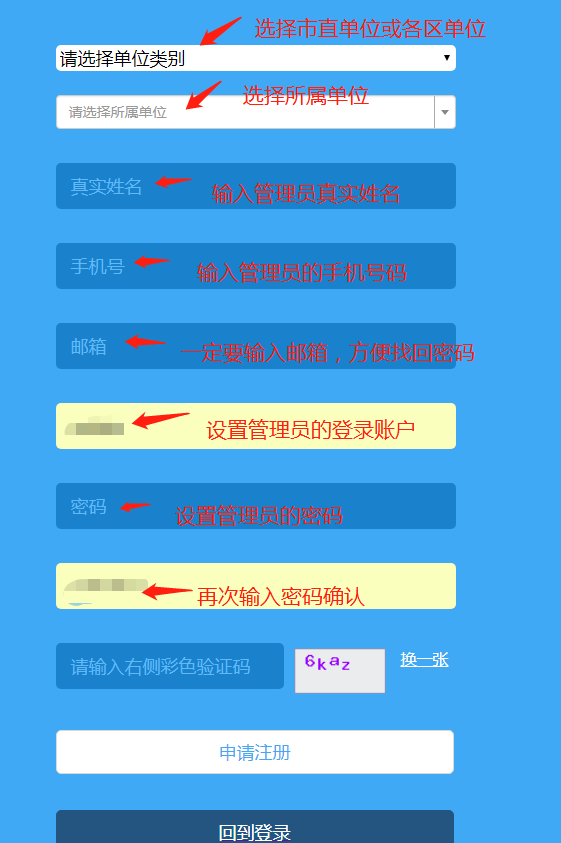 选择市直单位或各区单位
请选择单位类别
选择所属单位
请选择所属单位
真实姓名
输入管理员真实姓名
手机号
输入管理员的手机号码
邮箱
一定要输入邮箱，方便找回密码
设置管理员的登录账户
密码
设置管理员的密码
再次输入密码确认
请输入右侧彩色验证码
6kaz
换一张
申请注册
回到登录